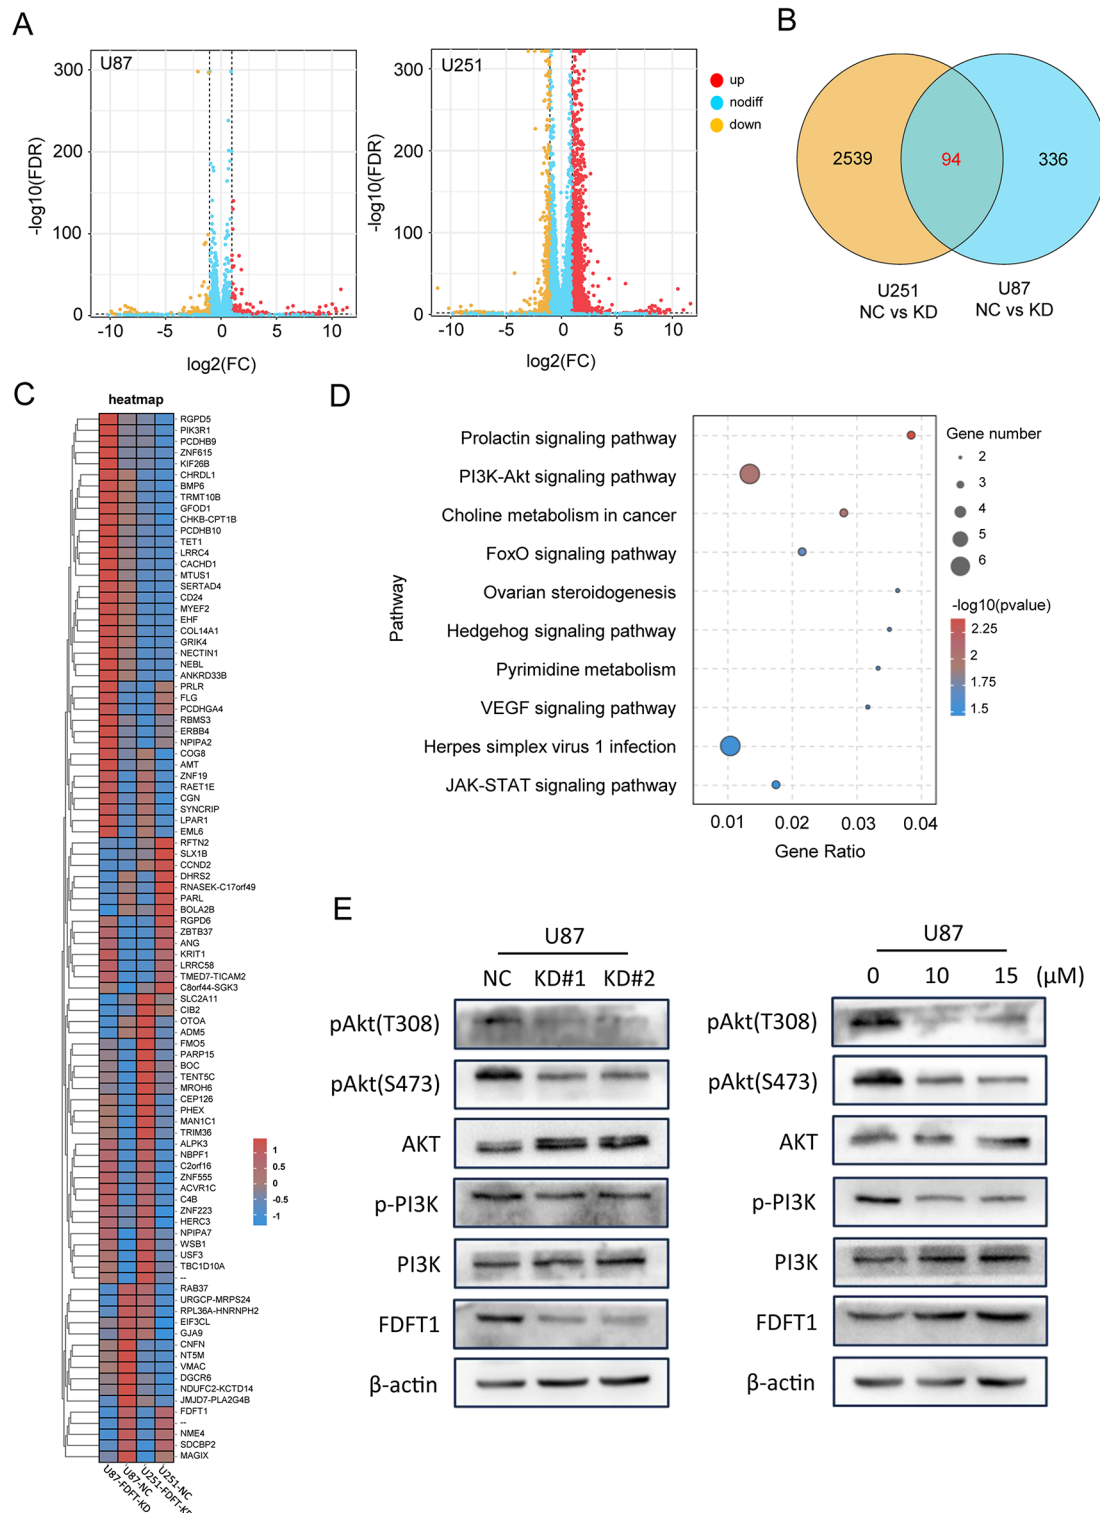 A
U87
300
200
100
0
-10
-5
0
5
10
-log10(FDR)
log2(FC)
U251
300
200
100
0
-10
-5
0
5
10
-log10(FDR)
log2(FC)
up
nodiff
down
B
2539
94
336
U251
NC vs KD
U87
NC vs KD
C
heatmap
RGPD5
PIK3R1
PCDHB9
ZNF615
KIF26B
CHRDL1
BMP6
TRMT10B
GFOD1
CHKB-CPT1B
PCDHB10
TET1
LRRC4
CACHD1
MTUS1
SERTAD4
CD24
MYEF2
EHF
COL14A1
GRIK4
NECTIN1
NEBL
ANKRD33B
PRLR
FLG
PCDHGA4
RBMS3
ERBB4
NPIPA2
COG8
AMT
ZNF19
RAET1E
CGN
SYNCRIP
LPAR1
EML6
RFTN2
SLX1B
CCND2
DHRS2
RNASEK-C17orf49
PARL
BOLA2B
RGPD6
ZBTB37
ANG
KRIT1
LRRC58
TMED7-TICAM2
C8orf44-SGK3
SLC2A11
CIB2
OTOA
ADM5
FMO5
PARP15
BOC
TENT5C
MROH6
CEP126
PHEX
MAN1C1
TRIM36
ALPK3
NBPF1
C2orf16
ZNF555
ACVR1C
C4B
ZNF223
HERC3
NPIPA7
WSB1
USF3
TBC1D10A
--
RAB37
URGCP-MRPS24
RPL36A-HNRNPH2
EIF3CL
GJA9
CNFN
NT5M
VMAC
DGCR6
NDUFC2-KCTD14
JMJD7-PLA2G4B
FDFT1
--
NME4
SDCBP2
MAGIX
U87-FDFT-KD
U87-NC
U251-FDFT-KD
U251-NC
1
0.5
0
-0.5
-1
D
Pathway
Prolactin signaling pathway
PI3K-Akt signaling pathway
Choline metabolism in cancer
FoxO signaling pathway
Ovarian steroidogenesis
Hedgehog signaling pathway
Pyrimidine metabolism
VEGF signaling pathway
Herpes simplex virus 1 infection
JAK-STAT signaling pathway
0.01
0.02
0.03
0.04
Gene Ratio
Gene number
2
3
4
5
6
-log10(pvalue)
2.25
2
1.75
1.5
E
U87
NC KD#1 KD#2
pAkt(T308)
pAkt(S473)
AKT
p-PI3K
PI3K
FDFT1
β-actin
U87
0 10 15 (μM)
pAkt(T308)
pAkt(S473)
AKT
p-PI3K
PI3K
FDFT1
β-actin